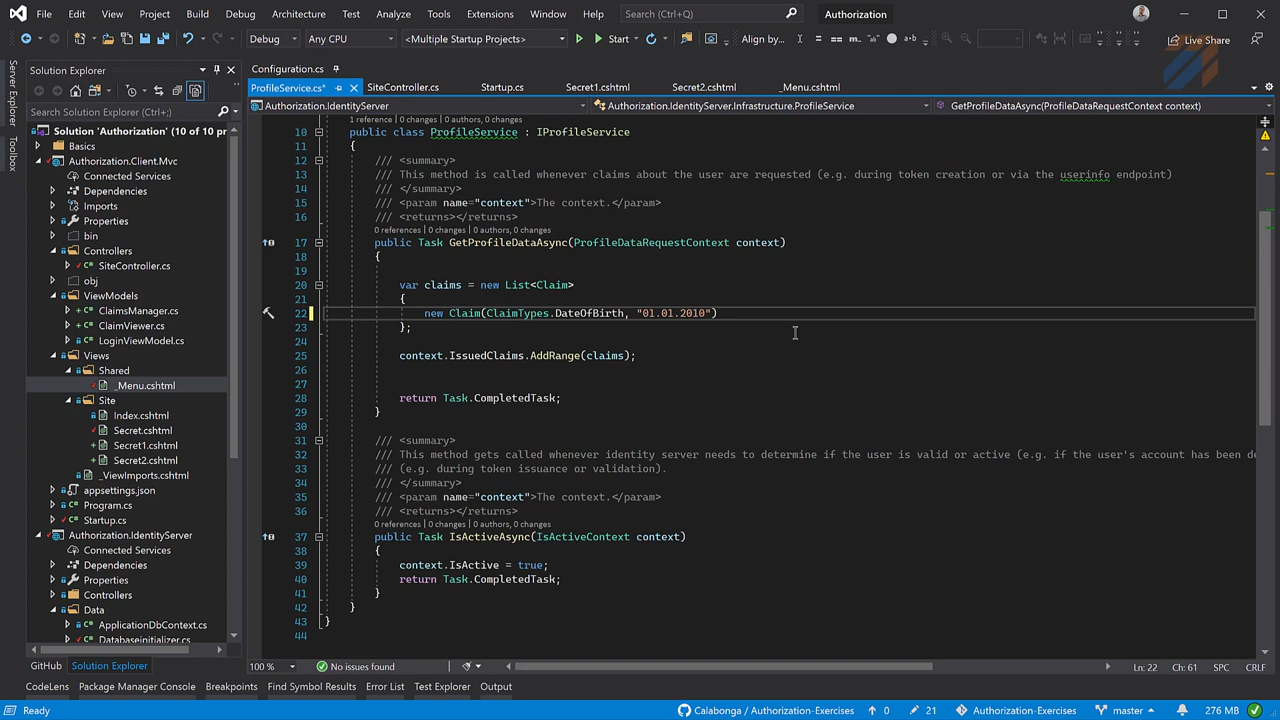 File Edit View Project Build Debug Architecture Test Analyze Tools Extensions Window Help Search (Ctrl+Q) Authorization
Debug Any CPU <Multiple Startup Projects> Start Align by... Live Share
Server Explorer
Toolbox
Solution Explorer
Search Solution Explorer (Ctrl+;)
Solution 'Authorization' (10 of 10 pr
Basics
Authorization.Client.Mvc
Connected Services
Dependencies
Imports
Properties
bin
Controllers
SiteController.cs
obj
ViewModels
ClaimsManager.cs
ClaimViewer.cs
LoginViewModel.cs
Views
Shared
_Menu.cshtml
Site
Index.cshtml
Secret.cshtml
Secret1.cshtml
Secret2.cshtml
_ViewImports.cshtml
appsettings.json
Program.cs
Startup.cs
Authorization.IdentityServer
Connected Services
Dependencies
Properties
Controllers
Data
ApplicationDbContext.cs
DatabaseInitializer.cs
GitHub Solution Explorer
Configuration.cs
ProfileService.cs* SiteController.cs Startup.cs Secret1.cshtml Secret2.cshtml _Menu.cshtml
Authorization.IdentityServer Authorization.IdentityServer.Infrastructure.ProfileService GetProfileDataAsync(ProfileDataRequestContext context)
1 reference | 0 changes | 0 authors, 0 changes
10 public class ProfileService : IProfileService
11 {
12 /// <summary>
13 /// This method is called whenever claims about the user are requested (e.g. during token creation or via the userinfo endpoint)
14 /// </summary>
15 /// <param name="context">The context.</param>
16 /// <returns></returns>
0 references | 0 changes | 0 authors, 0 changes
17 public Task GetProfileDataAsync(ProfileDataRequestContext context)
18 {
19
20 var claims = new List<Claim>
21 {
22 new Claim(ClaimTypes.DateOfBirth, "01.01.2010")
23 };
24
25 context.IssuedClaims.AddRange(claims);
26
27
28 return Task.CompletedTask;
29 }
30
31 /// <summary>
32 /// This method gets called whenever identity server needs to determine if the user is valid or active (e.g. if the user's account has been de
33 /// (e.g. during token issuance or validation).
34 /// </summary>
35 /// <param name="context">The context.</param>
36 /// <returns></returns>
0 references | 0 changes | 0 authors, 0 changes
37 public Task IsActiveAsync(IsActiveContext context)
38 {
39 context.IsActive = true;
40 return Task.CompletedTask;
41 }
42 }
43 }
44
100 % No issues found Ln: 22 Ch: 61 SPC CRLF
CodeLens Package Manager Console Breakpoints Find Symbol Results Error List Test Explorer Output
Ready Calabonga / Authorization-Exercises 0 21 Authorization-Exercises master 276 MB